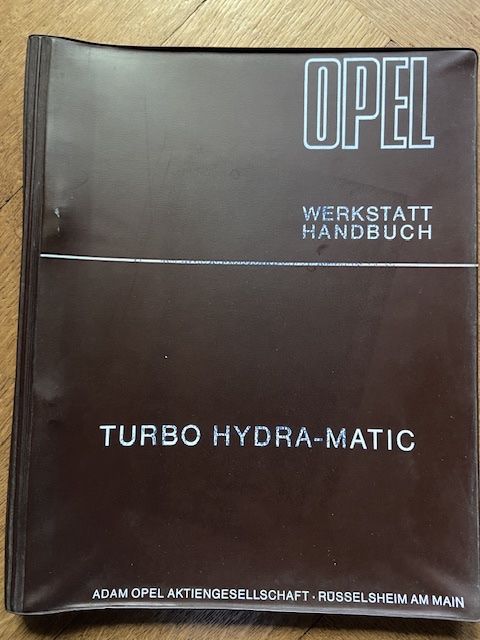 OPEL
WERKSTATT
HANDBUCH
TURBO HYDRA-MATIC
ADAM OPEL AKTIENGESELLSCHAFT · RÜSSELSHEIM AM MAIN